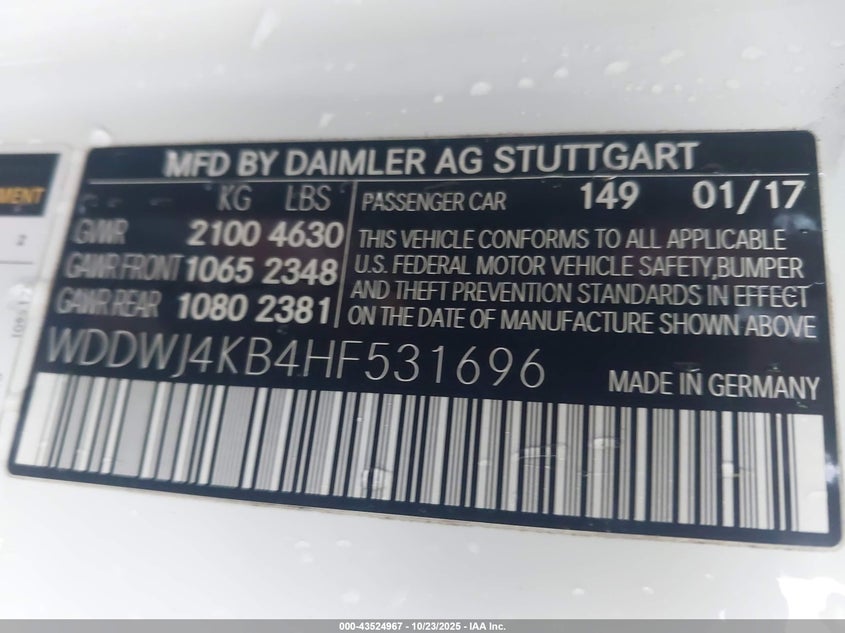 MFD BY DAIMLER AG STUTTGART
KG LBS
GVWR 2100 4630
GAWR FRONT 1065 2348
GAWR REAR 1080 2381
PASSENGER CAR 149 01/17
THIS VEHICLE CONFORMS TO ALL APPLICABLE
U.S. FEDERAL MOTOR VEHICLE SAFETY,BUMPER
AND THEFT PREVENTION STANDARDS IN EFFECT
ON THE DATE OF MANUFACTURE SHOWN ABOVE
WDDWJ4KB4HF531696
MADE IN GERMANY
MENT
2
000-43524967 - 10/23/2025 - IAA Inc.